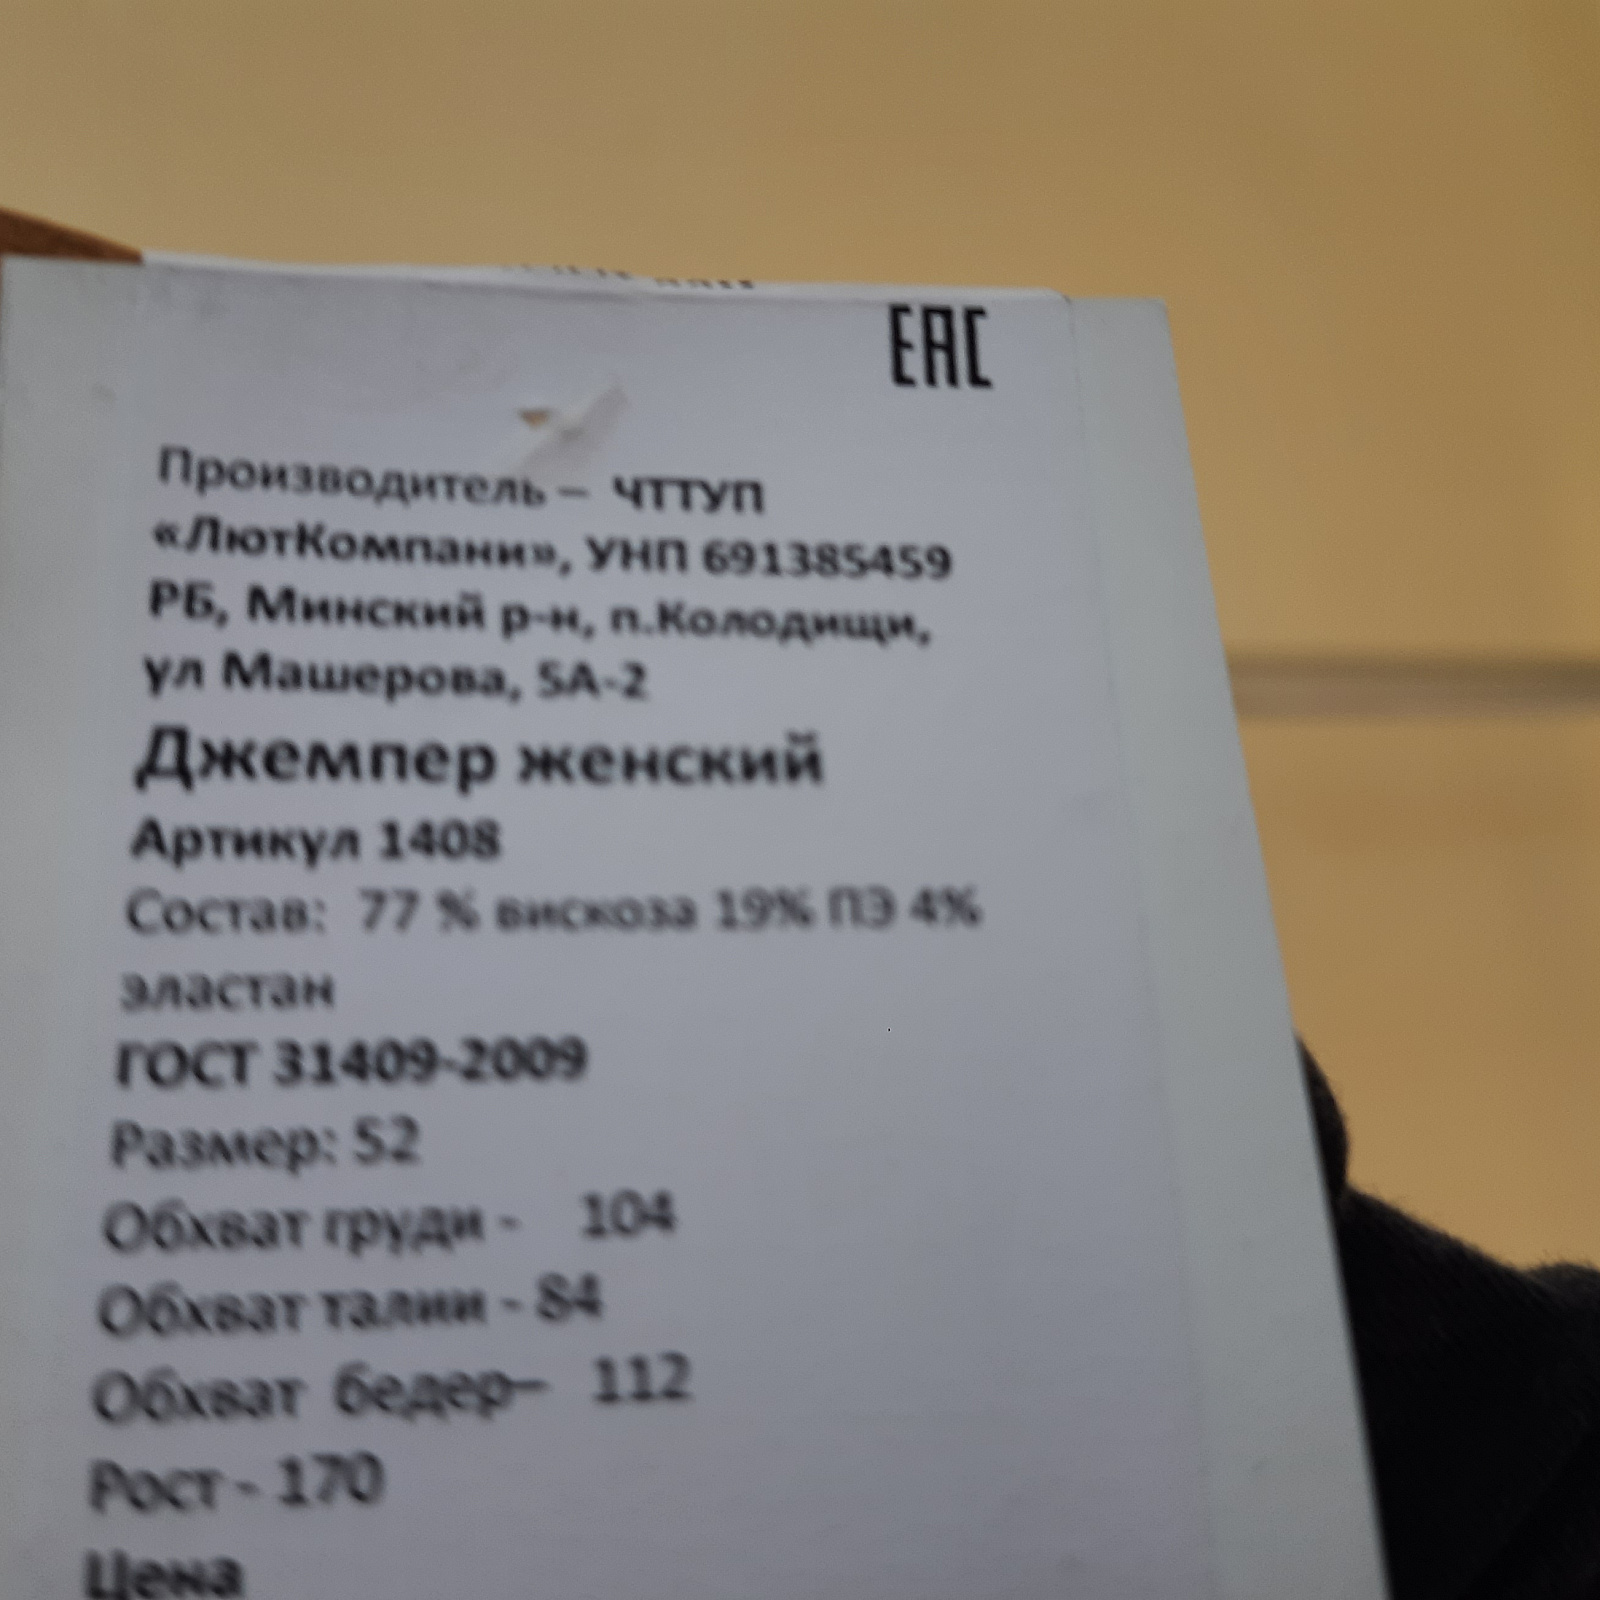 EAC
Производитель – ЧТТУП
«ЛютКомпани», УНП 691385459
РБ, Минский р-н, п.Колодищи,
ул Машерова, 5А-2
Джемпер женский
Артикул 1408
Состав: 77 % вискоза 19% ПЭ 4%
эластан
ГОСТ 31409-2009
Размер: 52
Обхват груди - 104
Обхват талии - 84
Обхват бедер– 112
Рост - 170
Цена